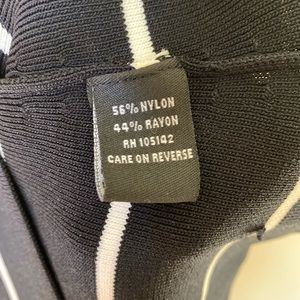 56% NYLON
44% RAYON
RN 105142
CARE ON REVERSE